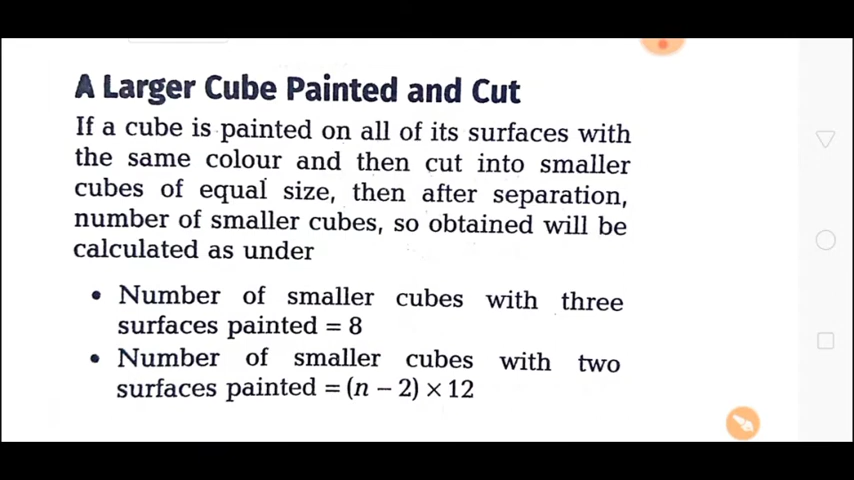 A Larger Cube Painted and Cut
If a cube is painted on all of its surfaces with
the same colour and then cut into smaller
cubes of equal size, then after separation,
number of smaller cubes, so obtained will be
calculated as under
• Number of smaller cubes with three
surfaces painted = 8
• Number of smaller cubes with two
surfaces painted = (n − 2) × 12